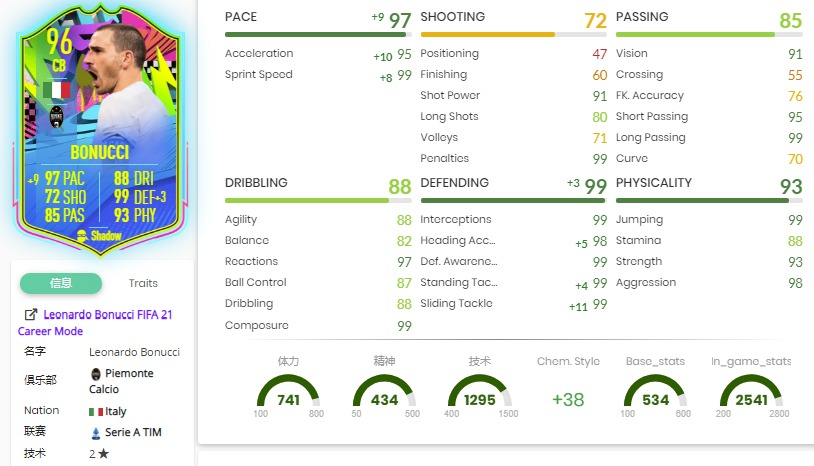 96
CB
BONUCCI
+9 97 PAC 88 DRI
72 SHO 99 DEF+3
85 PAS 93 PHY
Shadow
信息 Traits
Leonardo Bonucci FIFA 21
Career Mode
名字 Leonardo Bonucci
俱乐部 Piemonte
Calcio
Nation Italy
联赛 Serie A TIM
技术 2★
PACE +9 97
Acceleration +10 95
Sprint Speed +8 99
SHOOTING 72
Positioning 47
Finishing 60
Shot Power 91
Long Shots 80
Volleys 71
Penalties 99
PASSING 85
Vision 91
Crossing 55
FK. Accuracy 76
Short Passing 95
Long Passing 99
Curve 70
DRIBBLING 88
Agility 88
Balance 82
Reactions 97
Ball Control 87
Dribbling 88
Composure 99
DEFENDING +3 99
Interceptions 99
Heading Acc... +5 98
Def. Awarene... 99
Standing Tac... +4 99
Sliding Tackle +11 99
PHYSICALITY 93
Jumping 99
Stamina 88
Strength 93
Aggression 98
体力 精神 技术 Chem. Style Base_stats In_game_stats
741 434 1295 +38 534 2541
100 800 50 500 400 1500 100 600 200 2800